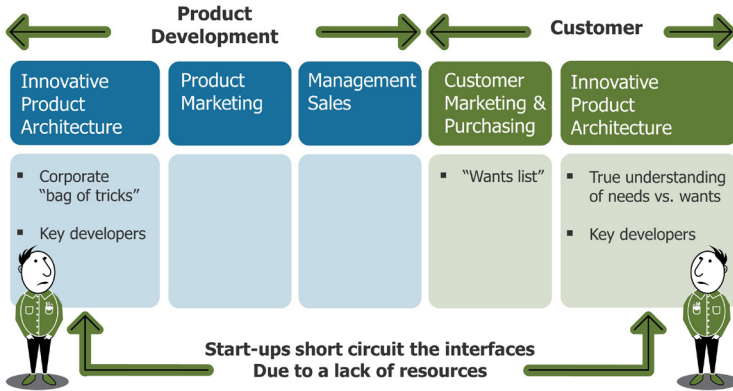 Product
Development
Customer
Innovative
Product
Architecture
Product
Marketing
Management
Sales
Customer
Marketing &
Purchasing
Innovative
Product
Architecture
▪ Corporate
“bag of tricks”
▪ Key developers
▪ “Wants list”
▪ True understanding
of needs vs. wants
▪ Key developers
Start-ups short circuit the interfaces
Due to a lack of resources